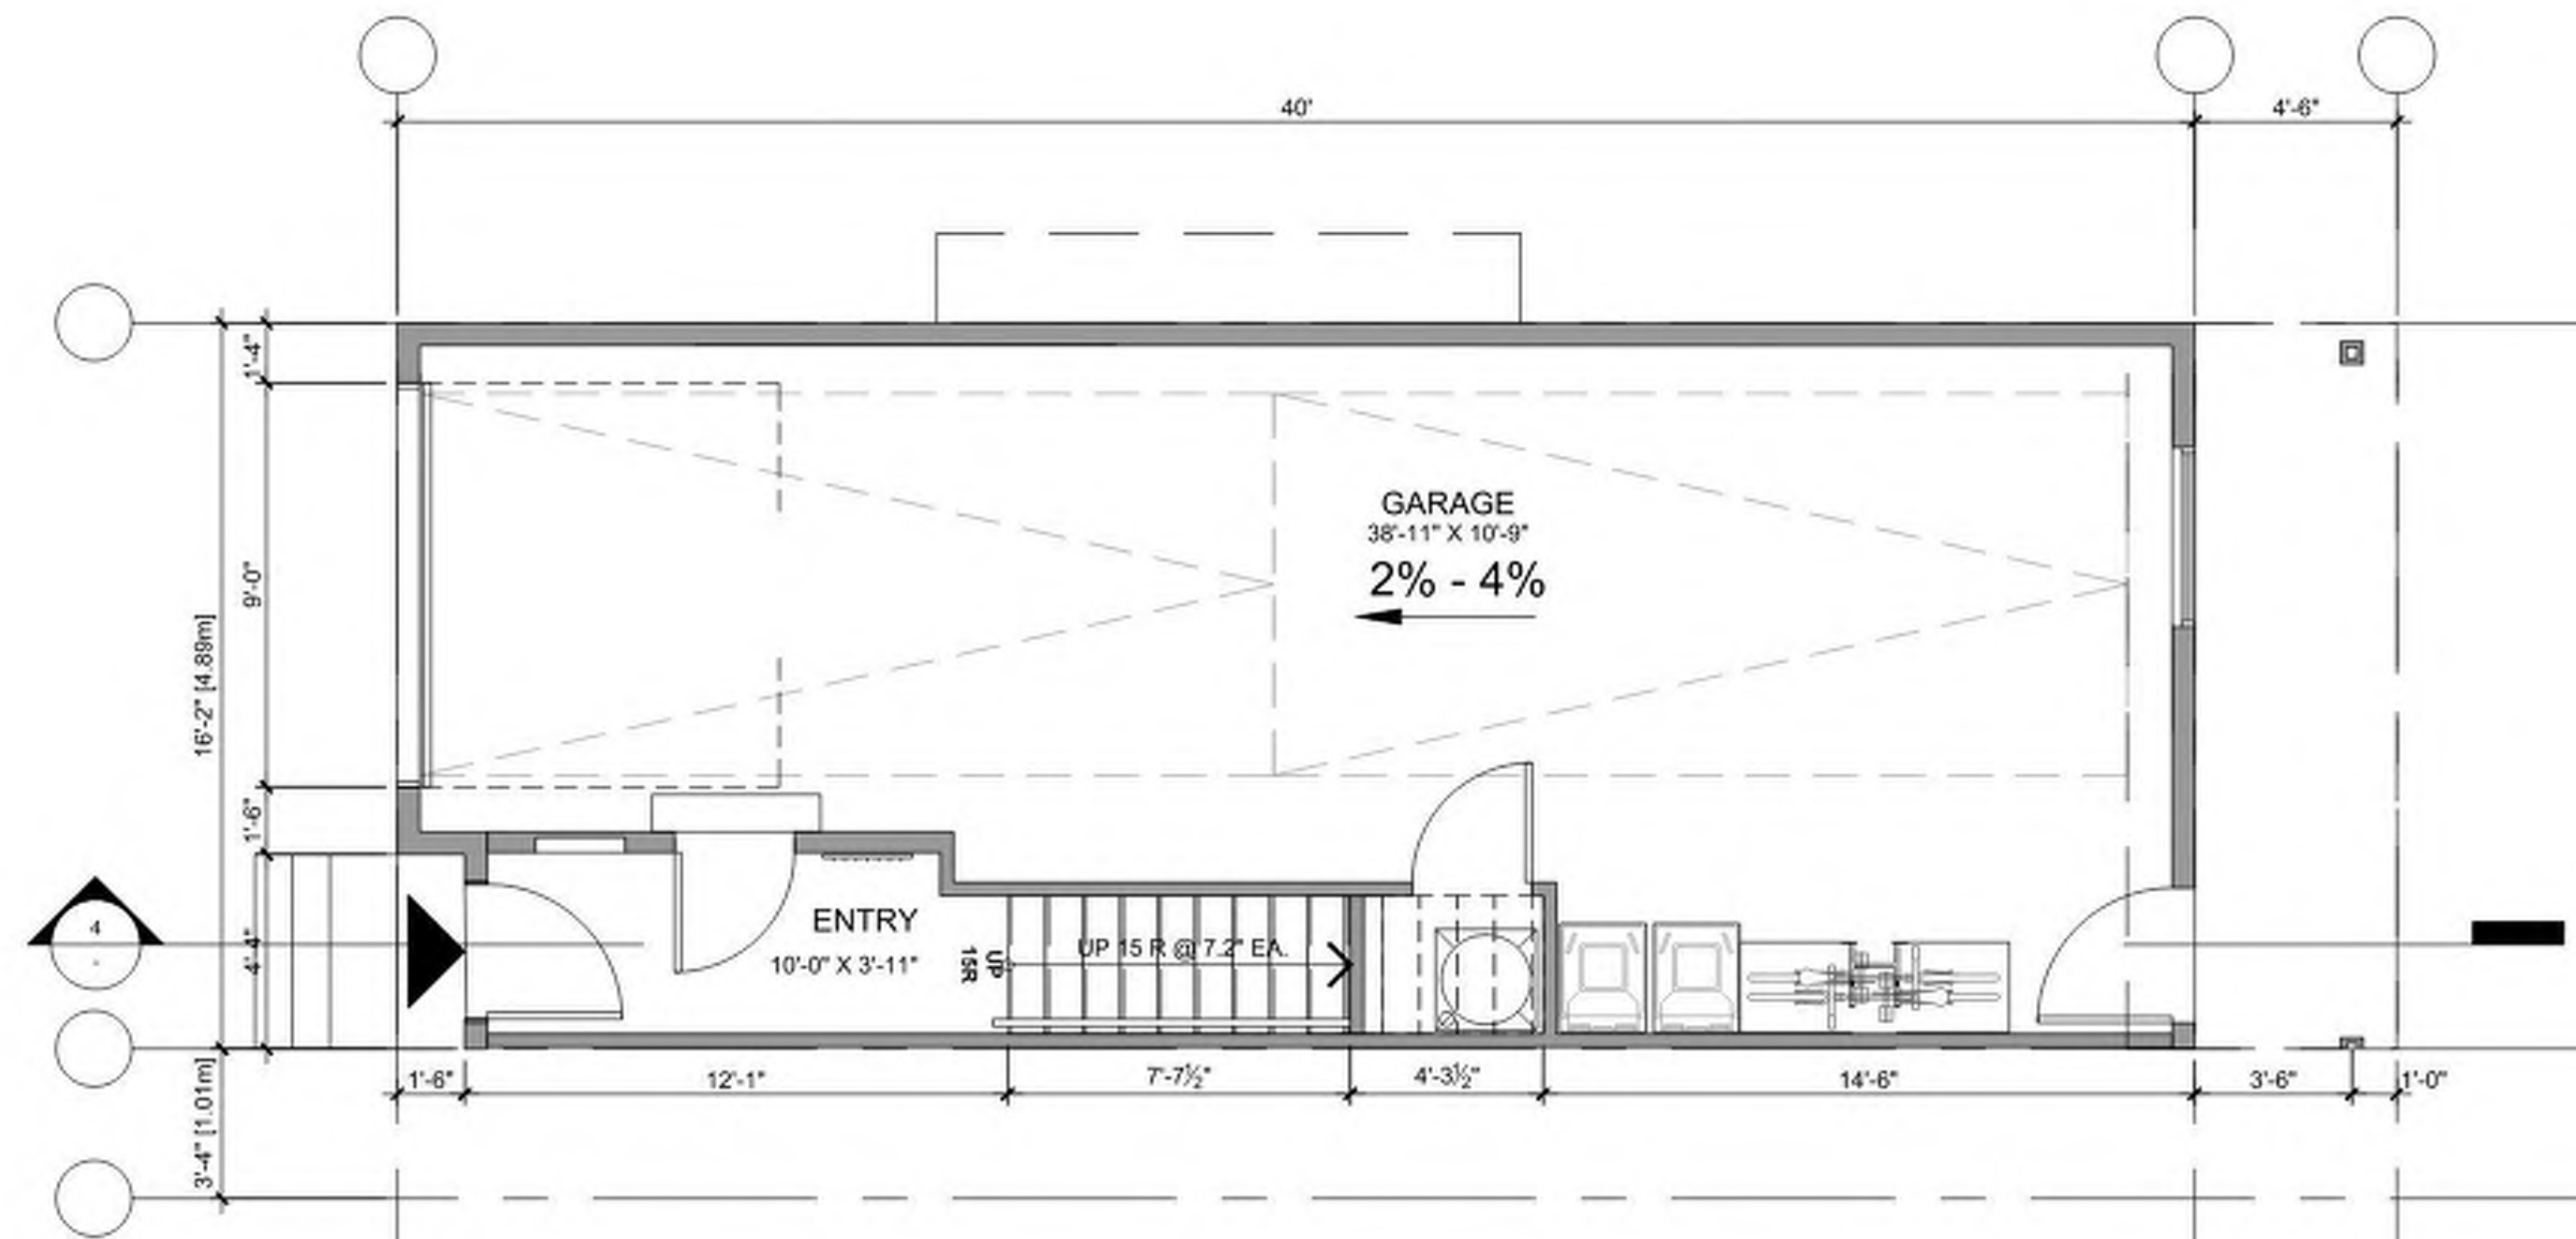 40'
4'-6"
1'-4"
9'-0"
16'-2" [4.89m]
GARAGE
38'-11" X 10'-9"
2% - 4%
1'-6"
4'-4"
4
-
ENTRY
10'-0" X 3'-11"
UP
15R
UP 15 R @ 7.2" EA.
1'-6"
12'-1"
7'-7½"
4'-3½"
14'-6"
3'-6"
1'-0"
3'-4" [1.01m]